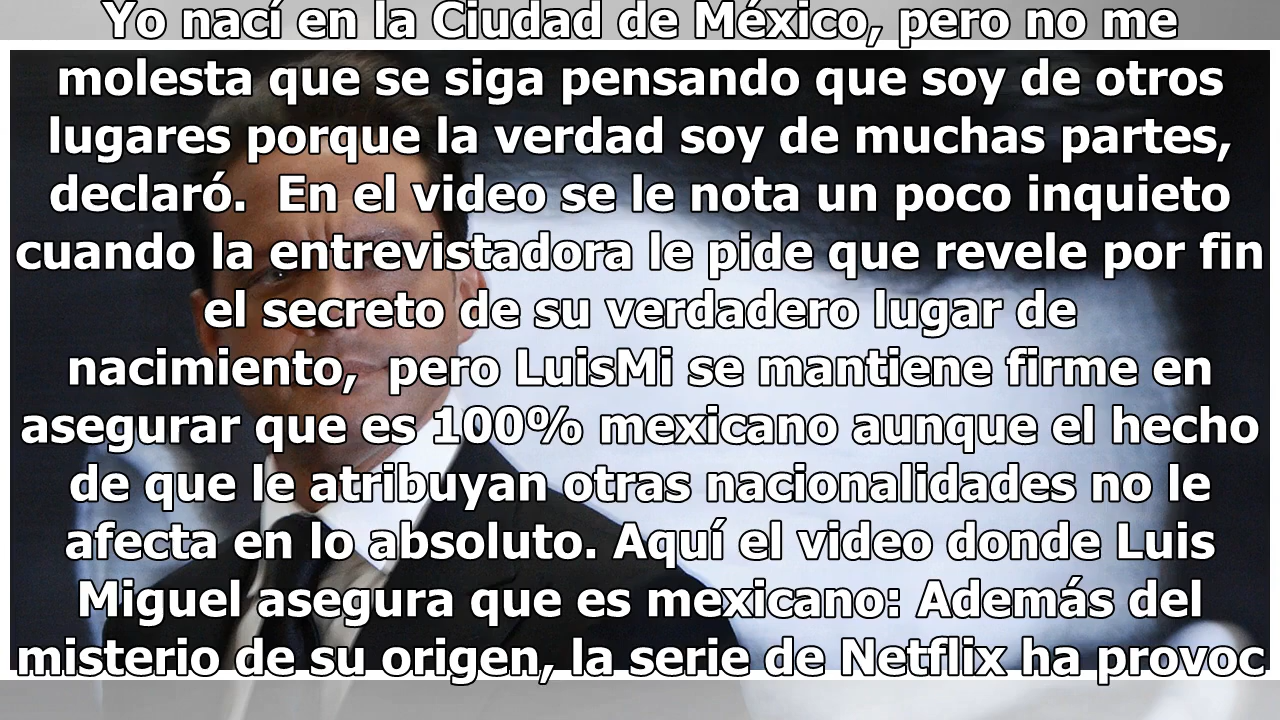 Yo nací en la Ciudad de México, pero no me
molesta que se siga pensando que soy de otros
lugares porque la verdad soy de muchas partes,
declaró.  En el video se le nota un poco inquieto
cuando la entrevistadora le pide que revele por fin
el secreto de su verdadero lugar de
nacimiento,  pero LuisMi se mantiene firme en
asegurar que es 100% mexicano aunque el hecho
de que le atribuyan otras nacionalidades no le
afecta en lo absoluto. Aquí el video donde Luis
Miguel asegura que es mexicano: Además del
misterio de su origen, la serie de Netflix ha provoc